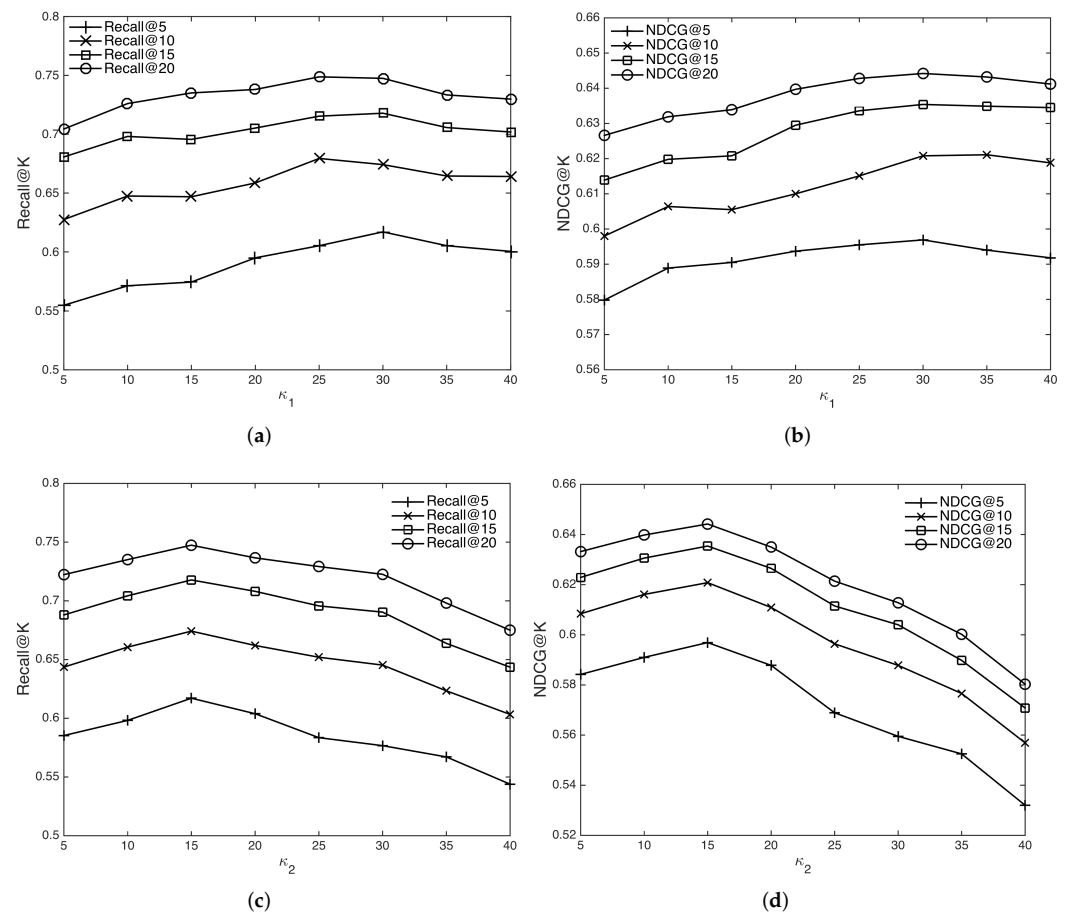 0.8
0.75
0.7
0.65
0.6
0.55
0.5
Recall@K
Recall@5
Recall@10
Recall@15
Recall@20
5 10 15 20 25 30 35 40
κ1
(a)
0.66
0.65
0.64
0.63
0.62
0.61
0.6
0.59
0.58
0.57
0.56
NDCG@K
NDCG@5
NDCG@10
NDCG@15
NDCG@20
5 10 15 20 25 30 35 40
κ1
(b)
0.8
0.75
0.7
0.65
0.6
0.55
0.5
Recall@K
Recall@5
Recall@10
Recall@15
Recall@20
5 10 15 20 25 30 35 40
κ2
(c)
0.66
0.64
0.62
0.6
0.58
0.56
0.54
0.52
NDCG@K
NDCG@5
NDCG@10
NDCG@15
NDCG@20
5 10 15 20 25 30 35 40
κ2
(d)